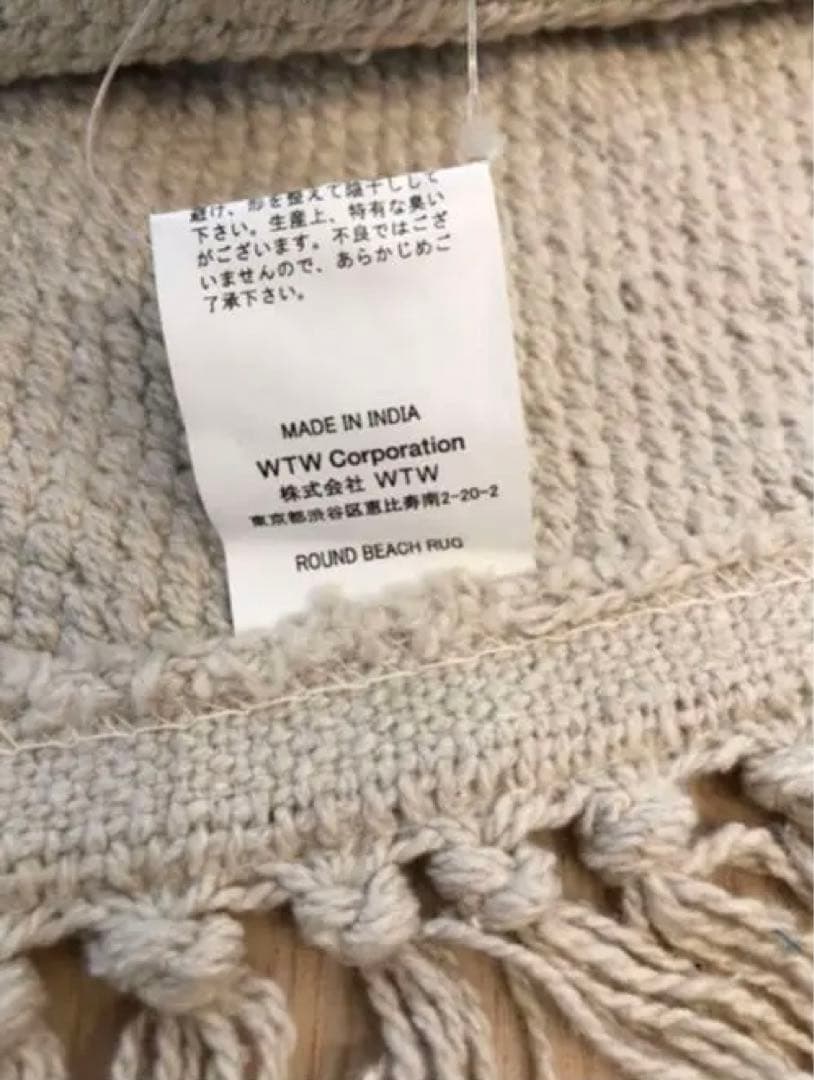 避け、形を整えて陰干しして
下さい。生産上、特有な臭い
がございます。不良ではござ
いませんので、あらかじめご
了承下さい。
MADE IN INDIA
WTW Corporation
株式会社 WTW
東京都渋谷区恵比寿南2-20-2
ROUND BEACH RUG